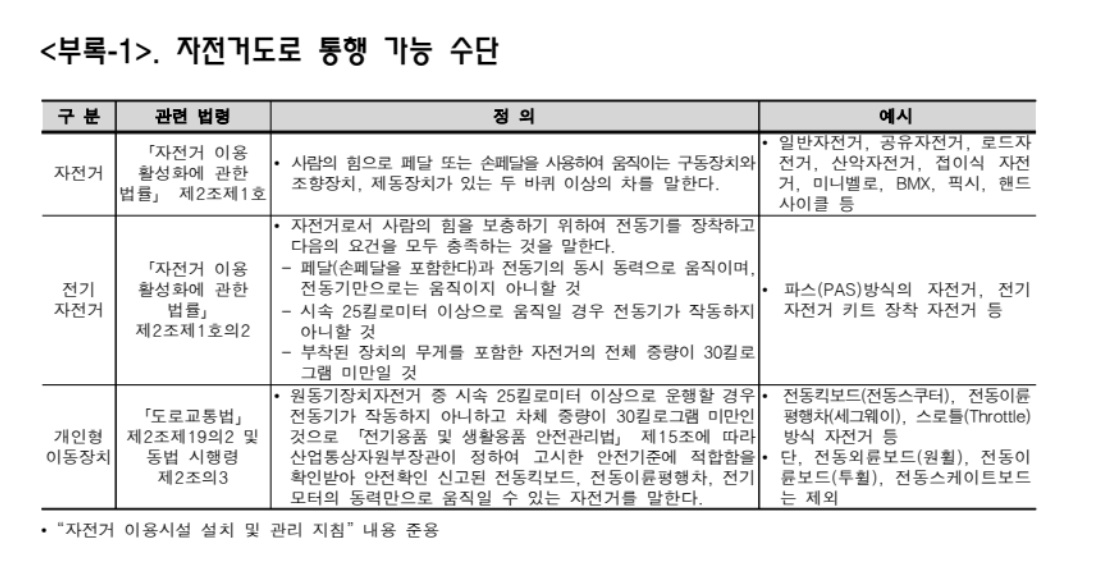 <부록-1>. 자전거도로 통행 가능 수단
구 분
관련 법령
정 의
예시
자전거
「자전거 이용
활성화에 관한
법률」 제2조제1호
• 사람의 힘으로 페달 또는 손페달을 사용하여 움직이는 구동장치와
조향장치, 제동장치가 있는 두 바퀴 이상의 차를 말한다.
• 일반자전거, 공유자전거, 로드자
전거, 산악자전거, 접이식 자전
거, 미니벨로, BMX, 픽시, 핸드
사이클 등
전기
자전거
「자전거 이용
활성화에 관한
법률」
제2조제1호의2
• 자전거로서 사람의 힘을 보충하기 위하여 전동기를 장착하고
다음의 요건을 모두 충족하는 것을 말한다.
– 페달(손페달을 포함한다)과 전동기의 동시 동력으로 움직이며,
전동기만으로는 움직이지 아니할 것
– 시속 25킬로미터 이상으로 움직일 경우 전동기가 작동하지
아니할 것
– 부착된 장치의 무게를 포함한 자전거의 전체 중량이 30킬로
그램 미만일 것
• 파스(PAS)방식의 자전거, 전기
자전거 키트 장착 자전거 등
개인형
이동장치
「도로교통법」
제2조제19의2 및
동법 시행령
제2조의3
• 원동기장치자전거 중 시속 25킬로미터 이상으로 운행할 경우
전동기가 작동하지 아니하고 차체 중량이 30킬로그램 미만인
것으로 「전기용품 및 생활용품 안전관리법」 제15조에 따라
산업통상자원부장관이 정하여 고시한 안전기준에 적합함을
확인받아 안전확인 신고된 전동킥보드, 전동이륜평행차, 전기
모터의 동력만으로 움직일 수 있는 자전거를 말한다.
• 전동킥보드(전동스쿠터), 전동이륜
평행차(세그웨이), 스로틀(Throttle)
방식 자전거 등
• 단, 전동외륜보드(원휠), 전동이
륜보드(투휠), 전동스케이트보드
는 제외
• “자전거 이용시설 설치 및 관리 지침” 내용 준용